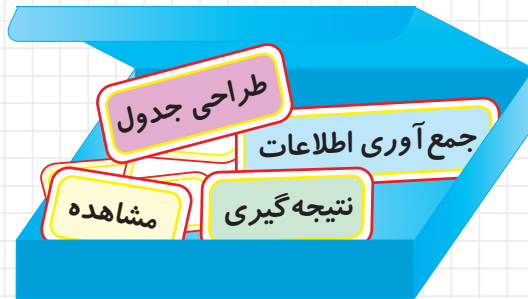 طراحی جدول
جمع‌آوری اطلاعات
نتیجه‌گیری
مشاهده